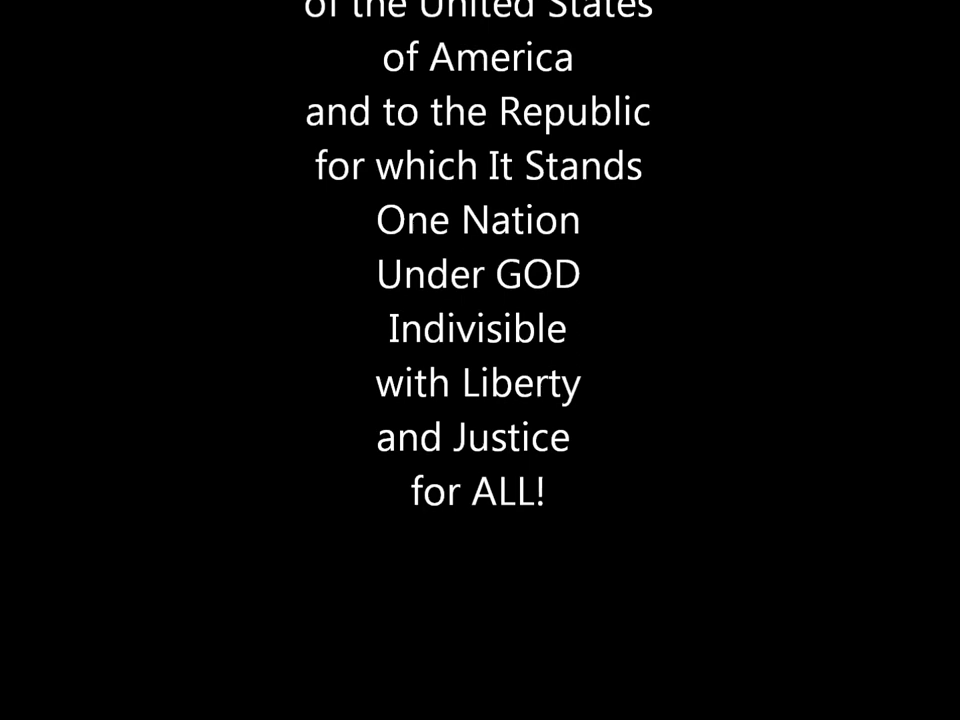 of the United States
of America
and to the Republic
for which It Stands
One Nation
Under GOD
Indivisible
with Liberty
and Justice
for ALL!